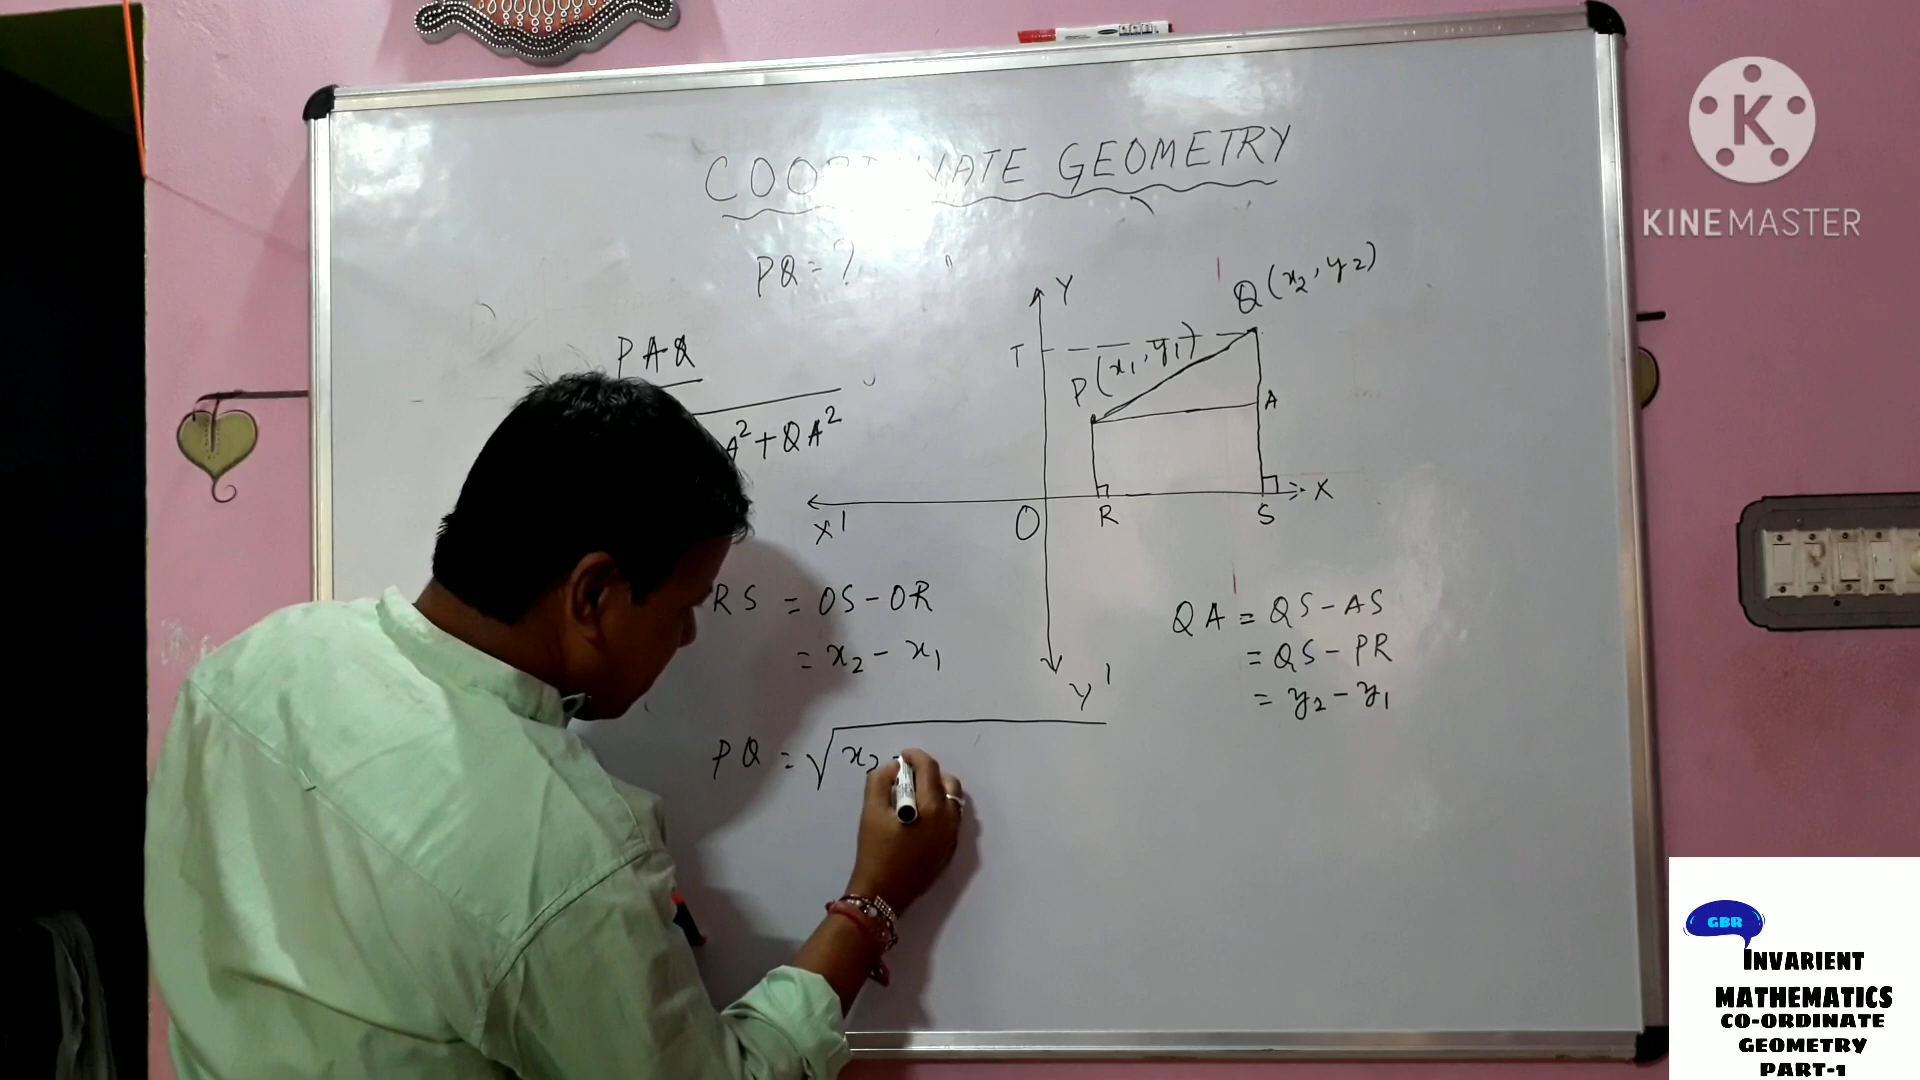 COORDINATE GEOMETRY
PQ = ?
PAQ
A² + QA²
Y
Q (x₂, y₂)
T
P (x₁, y₁)
A
X'
O
R
S
X
Y'
RS = OS - OR
= x₂ - x₁
QA = QS - AS
= QS - PR
= y₂ - y₁
PQ = √x₂ -
K
KINEMASTER
GBR
INVARIENT
MATHEMATICS
CO-ORDINATE
GEOMETRY
PART-1